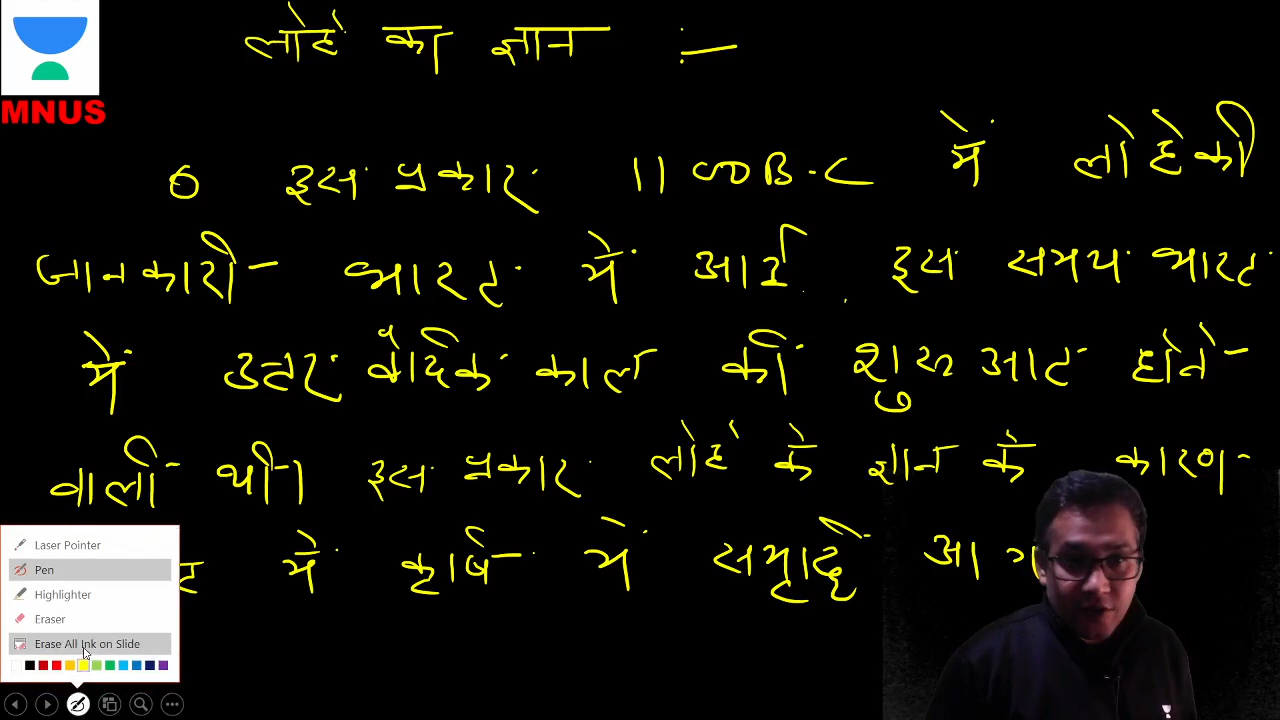 लोहे का ज्ञान :-
MNUS
० इस प्रकार 1100 B.C में लोहे की
जानकारी भारत में आई. इस समय भारत
में उत्तर वैदिक काल की शुरुआत होने
वाली थी। इस प्रकार लोहे के ज्ञान के कारण
में कृषि में समृद्धि आ
Laser Pointer
Pen
Highlighter
Eraser
Erase All Ink on Slide